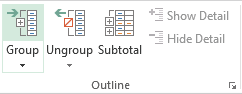 Group
Ungroup
Subtotal
Show Detail
Hide Detail
Outline